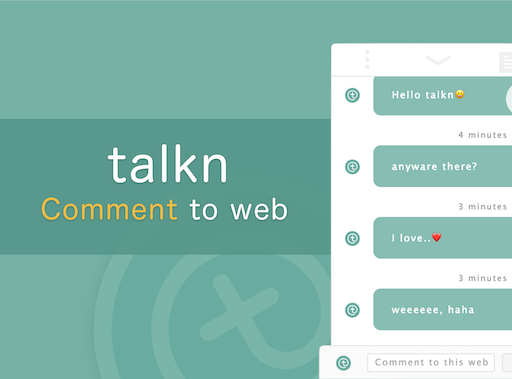 talkn
Comment to web
Hello talkn😀
4 minutes
anyware there?
3 minutes
I love..❤️
3 minutes
weeeeee, haha
Comment to this web